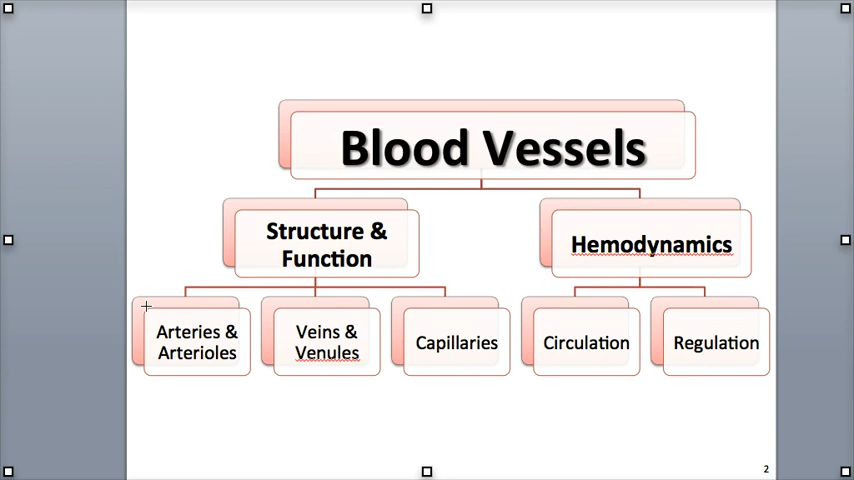 Blood Vessels
Structure &
Function
Hemodynamics
Arteries &
Arterioles
Veins &
Venules
Capillaries
Circulation
Regulation
2